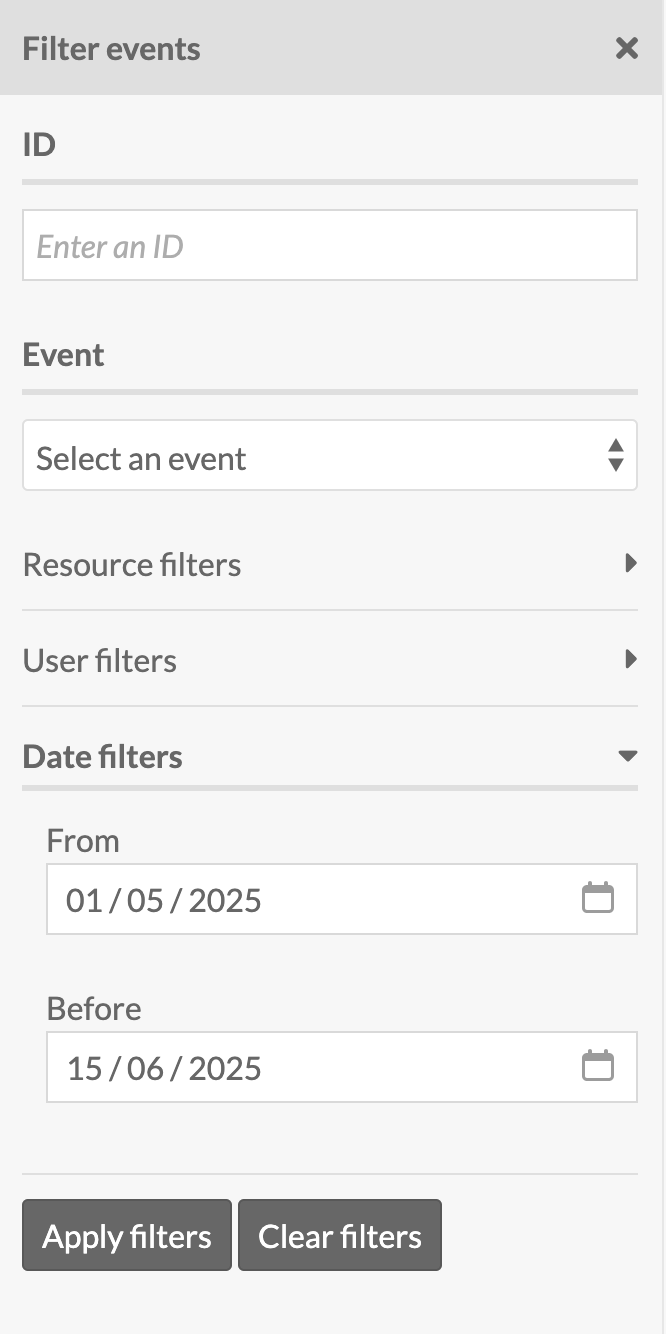 Filter events
ID
Enter an ID
Event
Select an event
Resource filters
User filters
Date filters
From
01 / 05 / 2025
Before
15 / 06 / 2025
Apply filters Clear filters